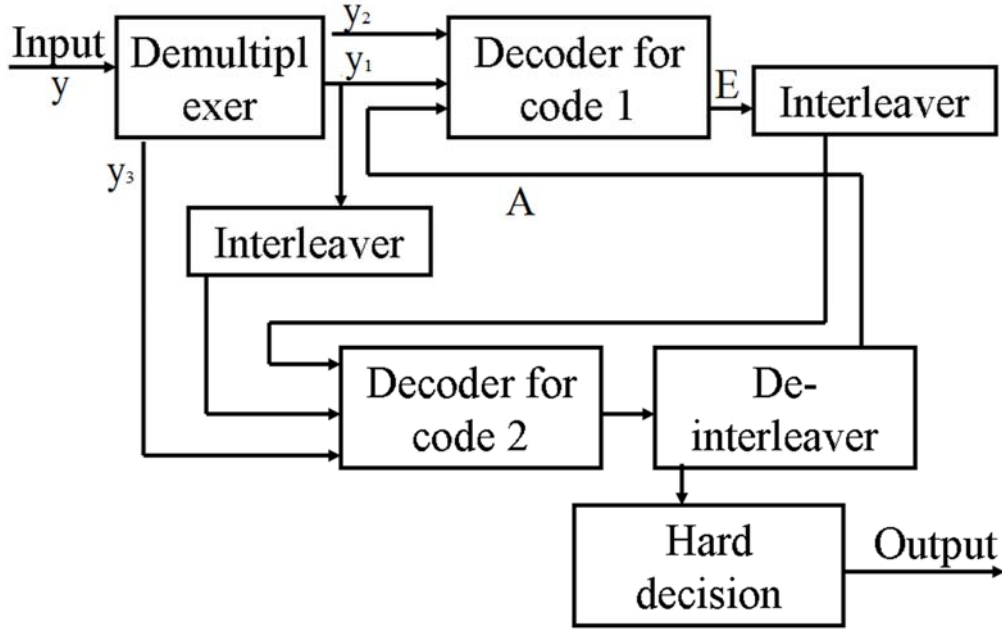 Input
y
Demultipl
exer
y₂
y₁
y₃
Decoder for
code 1
E
Interleaver
A
Interleaver
Decoder for
code 2
De-
interleaver
Hard
decision
Output